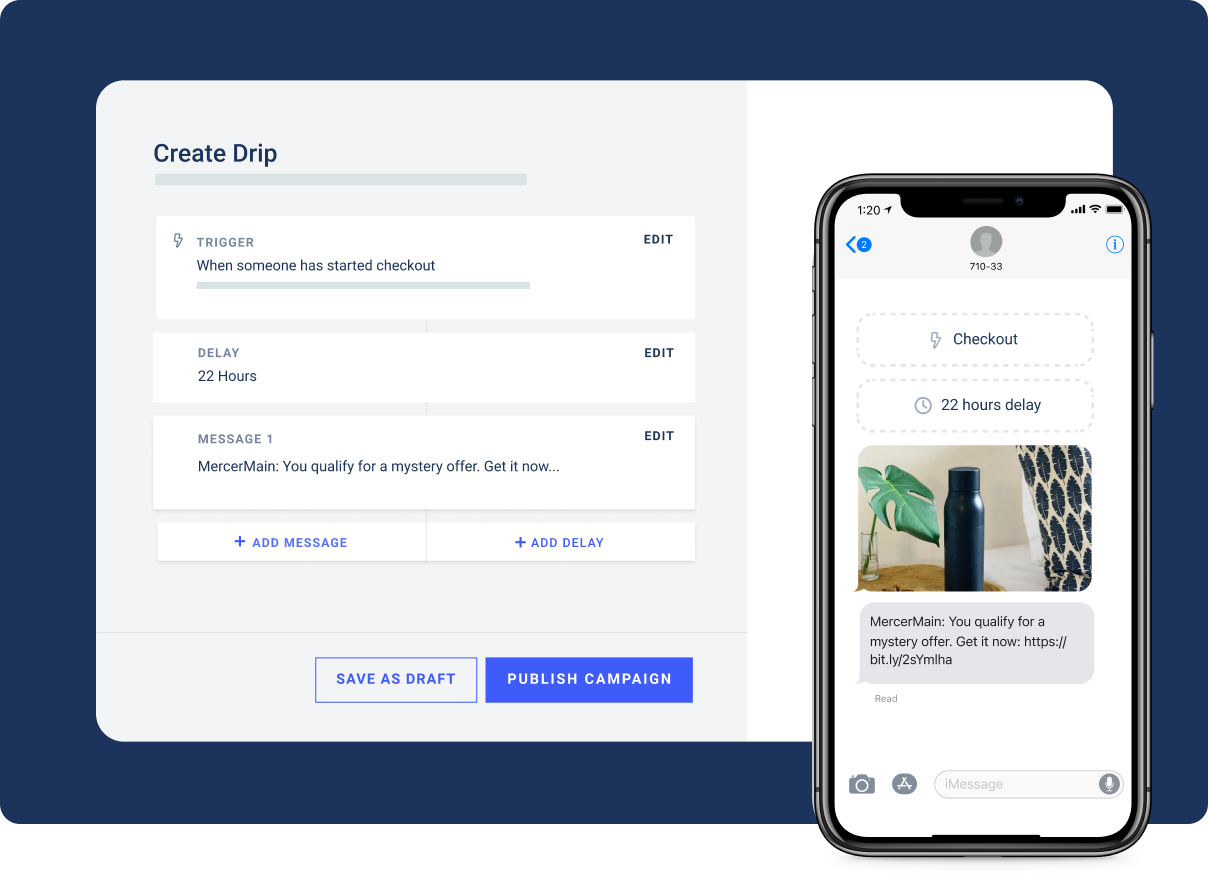 Create Drip
TRIGGER
EDIT
When someone has started checkout
DELAY
EDIT
22 Hours
MESSAGE 1
EDIT
MercerMain: You qualify for a mystery offer. Get it now...
+ ADD MESSAGE
+ ADD DELAY
SAVE AS DRAFT
PUBLISH CAMPAIGN
1:20
2
710-33
Checkout
22 hours delay
MercerMain: You qualify for a
mystery offer. Get it now: https://
bit.ly/2sYmlha
Read
iMessage